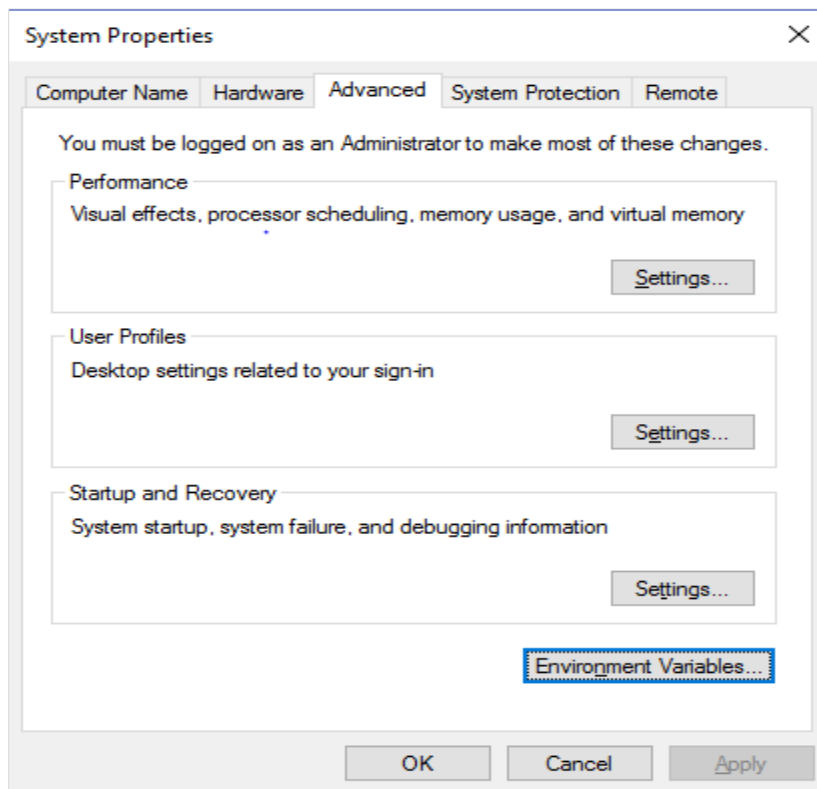 System Properties
Computer Name Hardware Advanced System Protection Remote
You must be logged on as an Administrator to make most of these changes.
Performance
Visual effects, processor scheduling, memory usage, and virtual memory
Settings...
User Profiles
Desktop settings related to your sign-in
Settings...
Startup and Recovery
System startup, system failure, and debugging information
Settings...
Environment Variables...
OK Cancel Apply